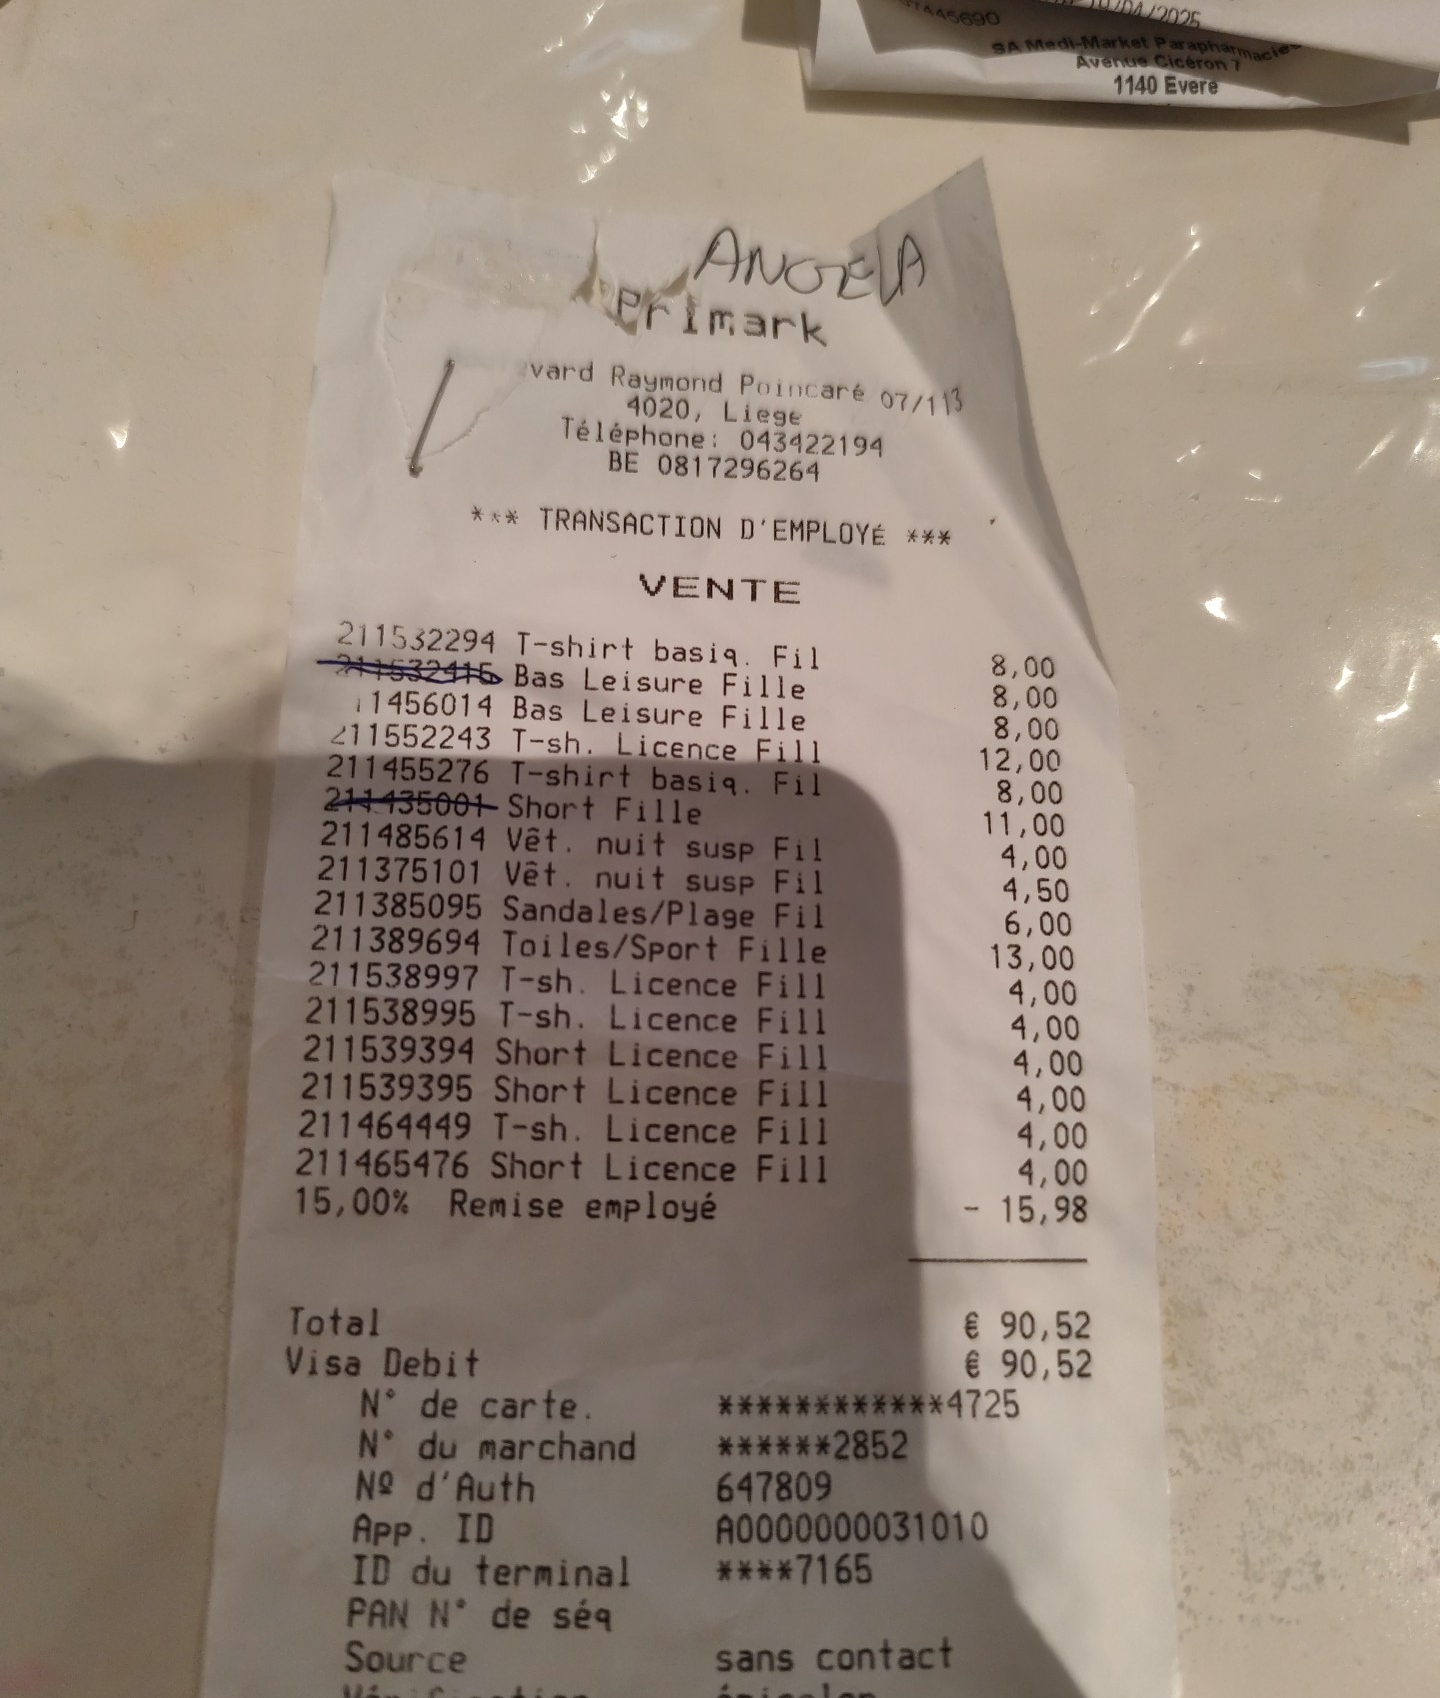 SA Medi-Market Parapharmacies
Avenue Cicéron 7
1140 Evere
ANGELA
Primark
Raymond Poincaré 07/113
4020, Liege
Téléphone: 043422194
BE 0817296264
*** TRANSACTION D'EMPLOYÉ ***
VENTE
211532294 T-shirt basiq. Fil 8,00
211532415 Bas Leisure Fille 8,00
11456014 Bas Leisure Fille 8,00
211552243 T-sh. Licence Fill 12,00
211455276 T-shirt basiq. Fil 8,00
211435001 Short Fille 11,00
211485614 Vêt. nuit susp Fil 4,00
211375101 Vêt. nuit susp Fil 4,50
211385095 Sandales/Plage Fil 6,00
211389694 Toiles/Sport Fille 13,00
211538997 T-sh. Licence Fill 4,00
211538995 T-sh. Licence Fill 4,00
211539394 Short Licence Fill 4,00
211539395 Short Licence Fill 4,00
211464449 T-sh. Licence Fill 4,00
211465476 Short Licence Fill 4,00
15,00% Remise employé - 15,98
Total € 90,52
Visa Debit € 90,52
N° de carte. ************4725
N° du marchand ******2852
Nº d'Auth 647809
App. ID A0000000031010
ID du terminal ****7165
PAN N° de séq
Source sans contact